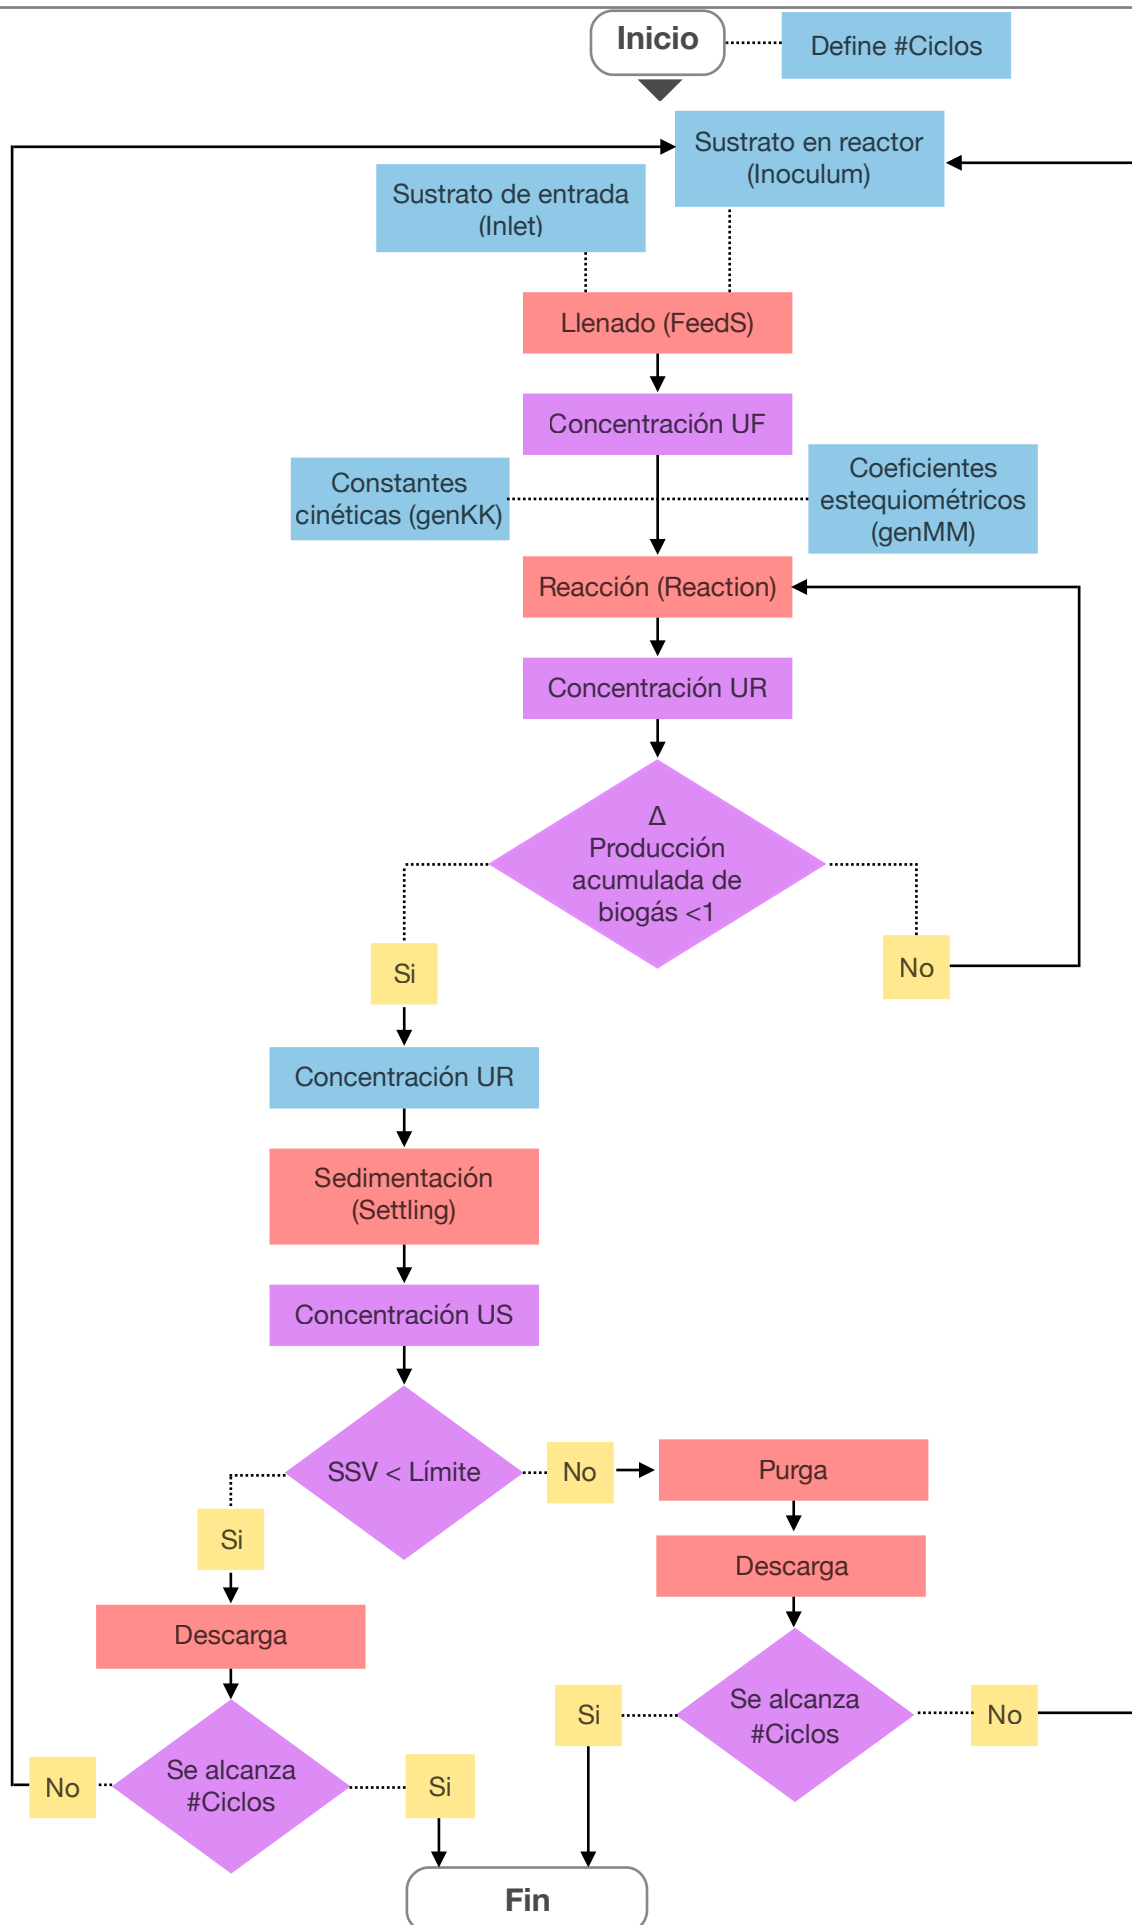 Inicio
Define #Ciclos
Sustrato en reactor
(Inoculum)
Sustrato de entrada
(Inlet)
Llenado (FeedS)
Concentración UF
Constantes
cinéticas (genKK)
Coeficientes
estequiométricos
(genMM)
Reacción (Reaction)
Concentración UR
Δ
Producción
acumulada de
biogás <1
Si
No
Concentración UR
Sedimentación
(Settling)
Concentración US
SSV < Límite
No
Purga
Si
Descarga
Descarga
Se alcanza
#Ciclos
Si
No
Se alcanza
#Ciclos
No
Si
Fin